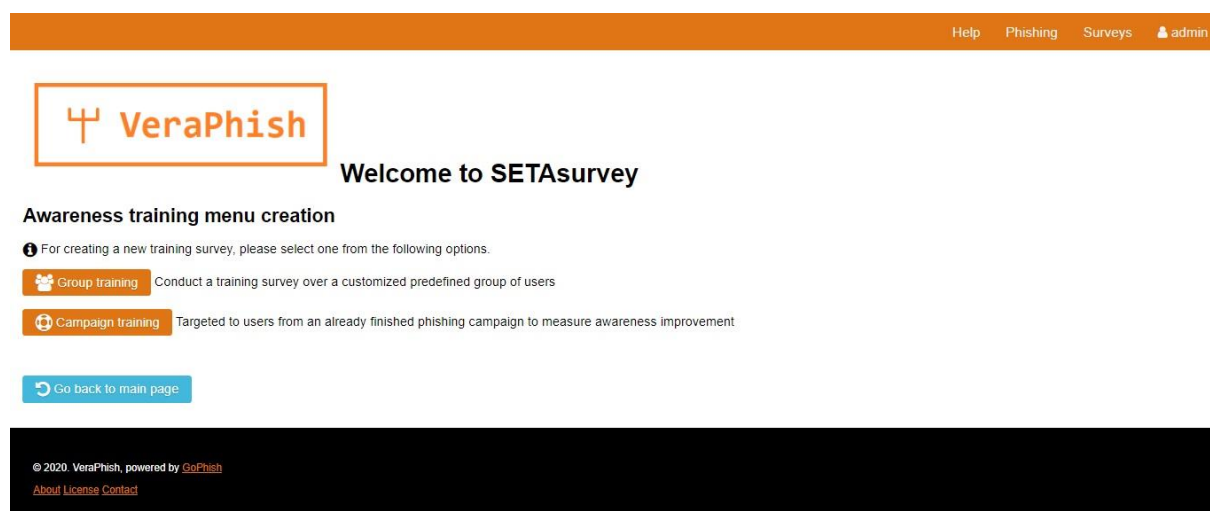 Help Phishing Surveys admin
VeraPhish
Welcome to SETAsurvey
Awareness training menu creation
For creating a new training survey, please select one from the following options.
Group training Conduct a training survey over a customized predefined group of users
Campaign training Targeted to users from an already finished phishing campaign to measure awareness improvement
Go back to main page
© 2020. VeraPhish, powered by GoPhish
About License Contact